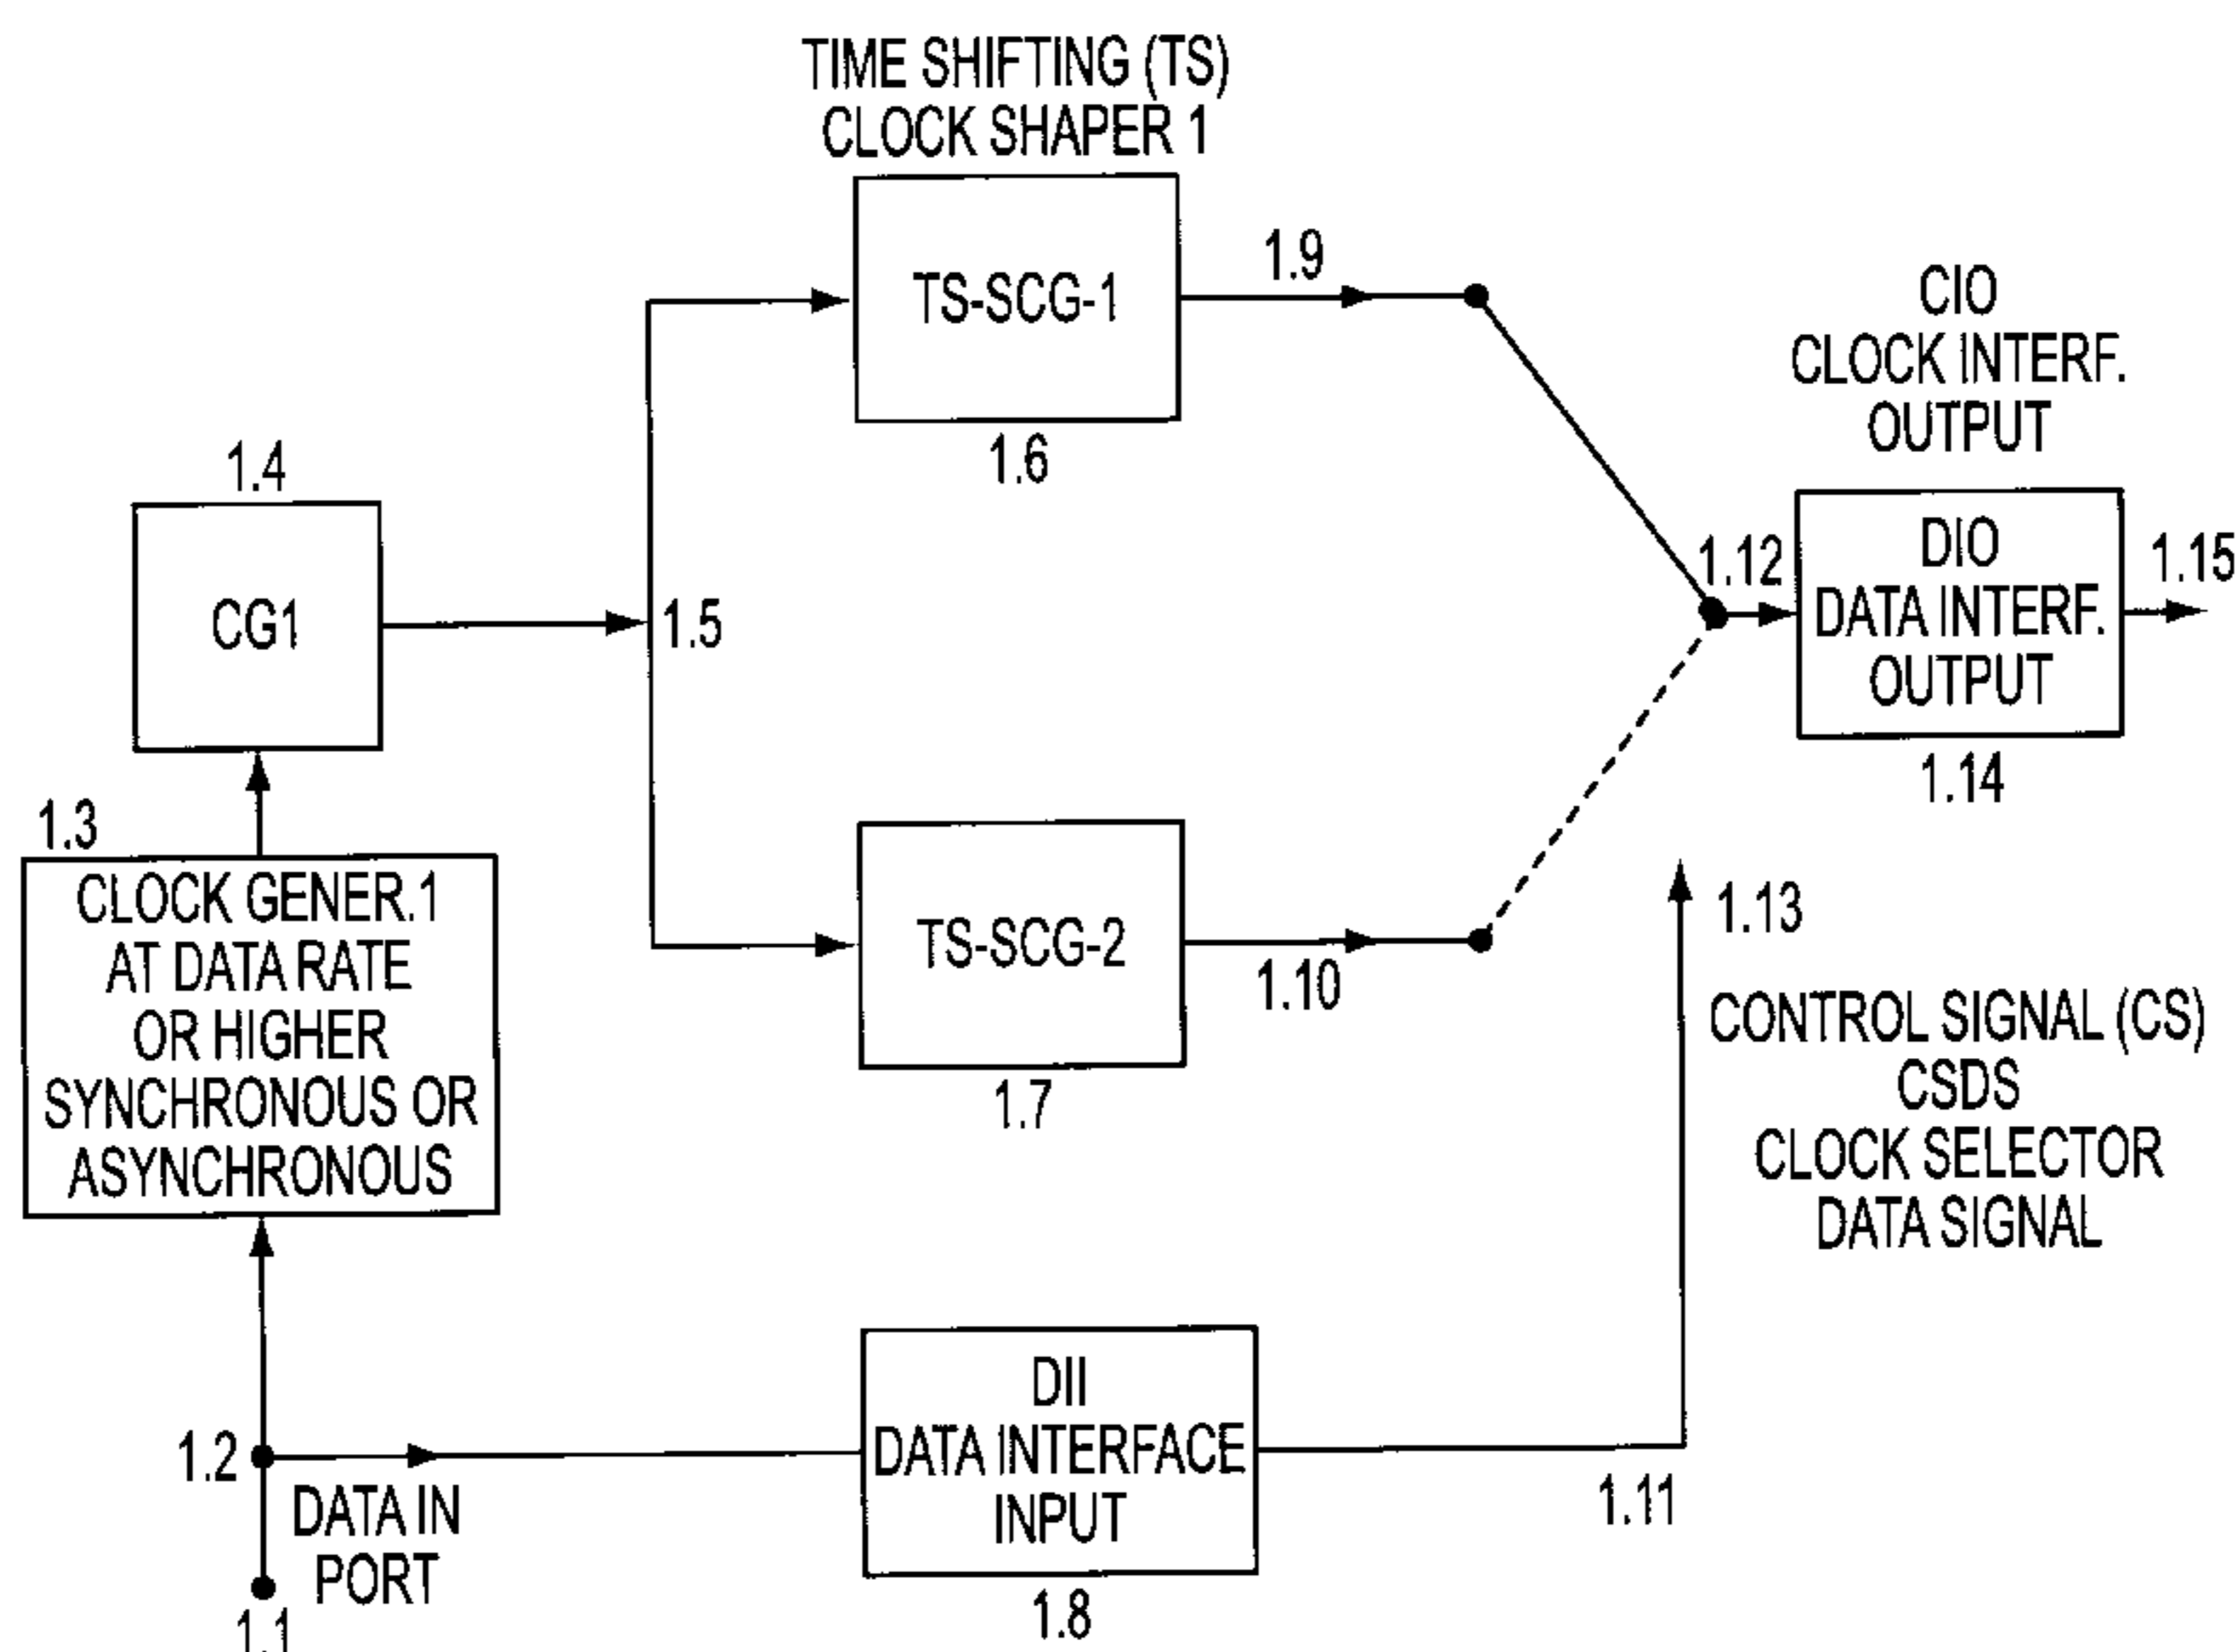 TIME SHIFTING (TS)
CLOCK SHAPER 1
TS-SCG-1
1.6
1.9
CIO
CLOCK INTERF.
OUTPUT
1.4
CG1
1.5
1.12
DIO
DATA INTERF.
OUTPUT
1.14
1.15
1.3
CLOCK GENER.1
AT DATA RATE
OR HIGHER
SYNCHRONOUS OR
ASYNCHRONOUS
TS-SCG-2
1.7
1.10
1.13
CONTROL SIGNAL (CS)
CSDS
CLOCK SELECTOR
DATA SIGNAL
1.2
DATA IN
PORT
1.1
DII
DATA INTERFACE
INPUT
1.8
1.11